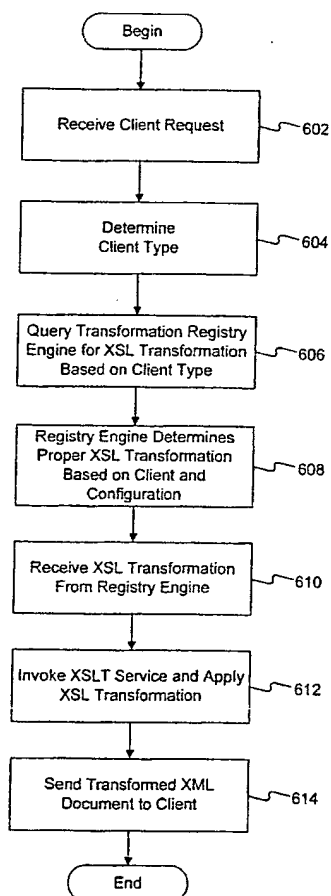 Begin
Receive Client Request
602
Determine
Client Type
604
Query Transformation Registry
Engine for XSL Transformation
Based on Client Type
606
Registry Engine Determines
Proper XSL Transformation
Based on Client and
Configuration
608
Receive XSL Transformation
From Registry Engine
610
Invoke XSLT Service and Apply
XSL Transformation
612
Send Transformed XML
Document to Client
614
End